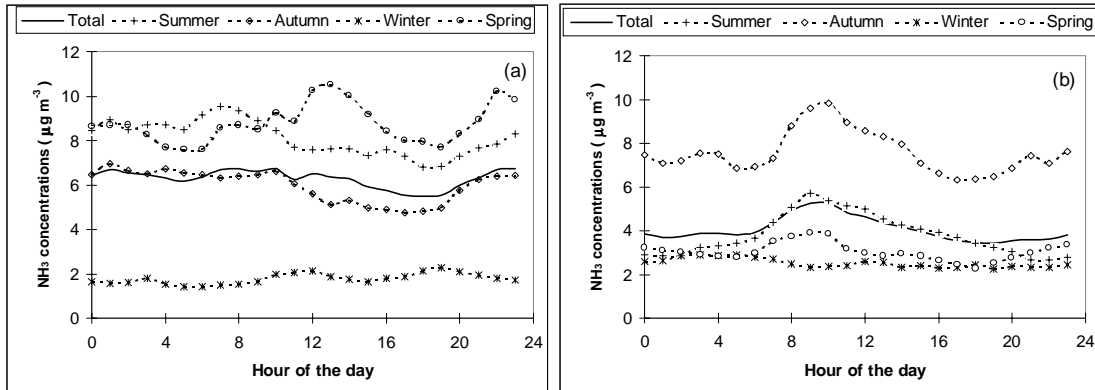 Total Summer Autumn Winter Spring
(a)
NH₃ concentrations (μg m⁻³)
12
10
8
6
4
2
0
0 4 8 12 16 20 24
Hour of the day
Total Summer Autumn Winter Spring
(b)
NH₃ concentrations (μg m⁻³)
12
10
8
6
4
2
0
0 4 8 12 16 20 24
Hour of the day